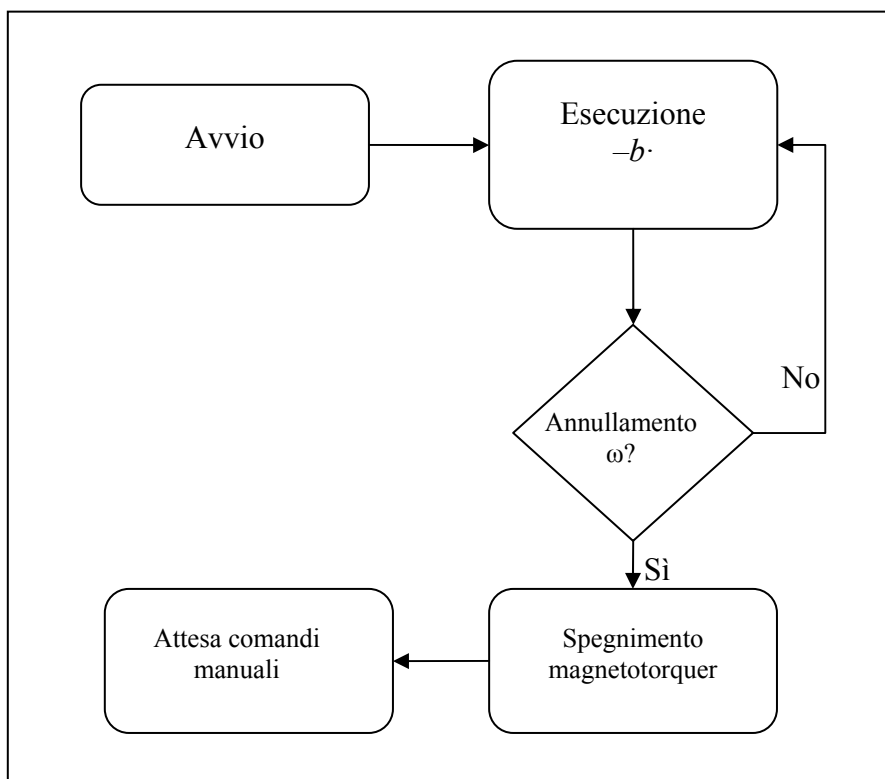 Avvio
Esecuzione
–b·
Annullamento
ω?
No
Sì
Spegnimento
magnetotorquer
Attesa comandi
manuali